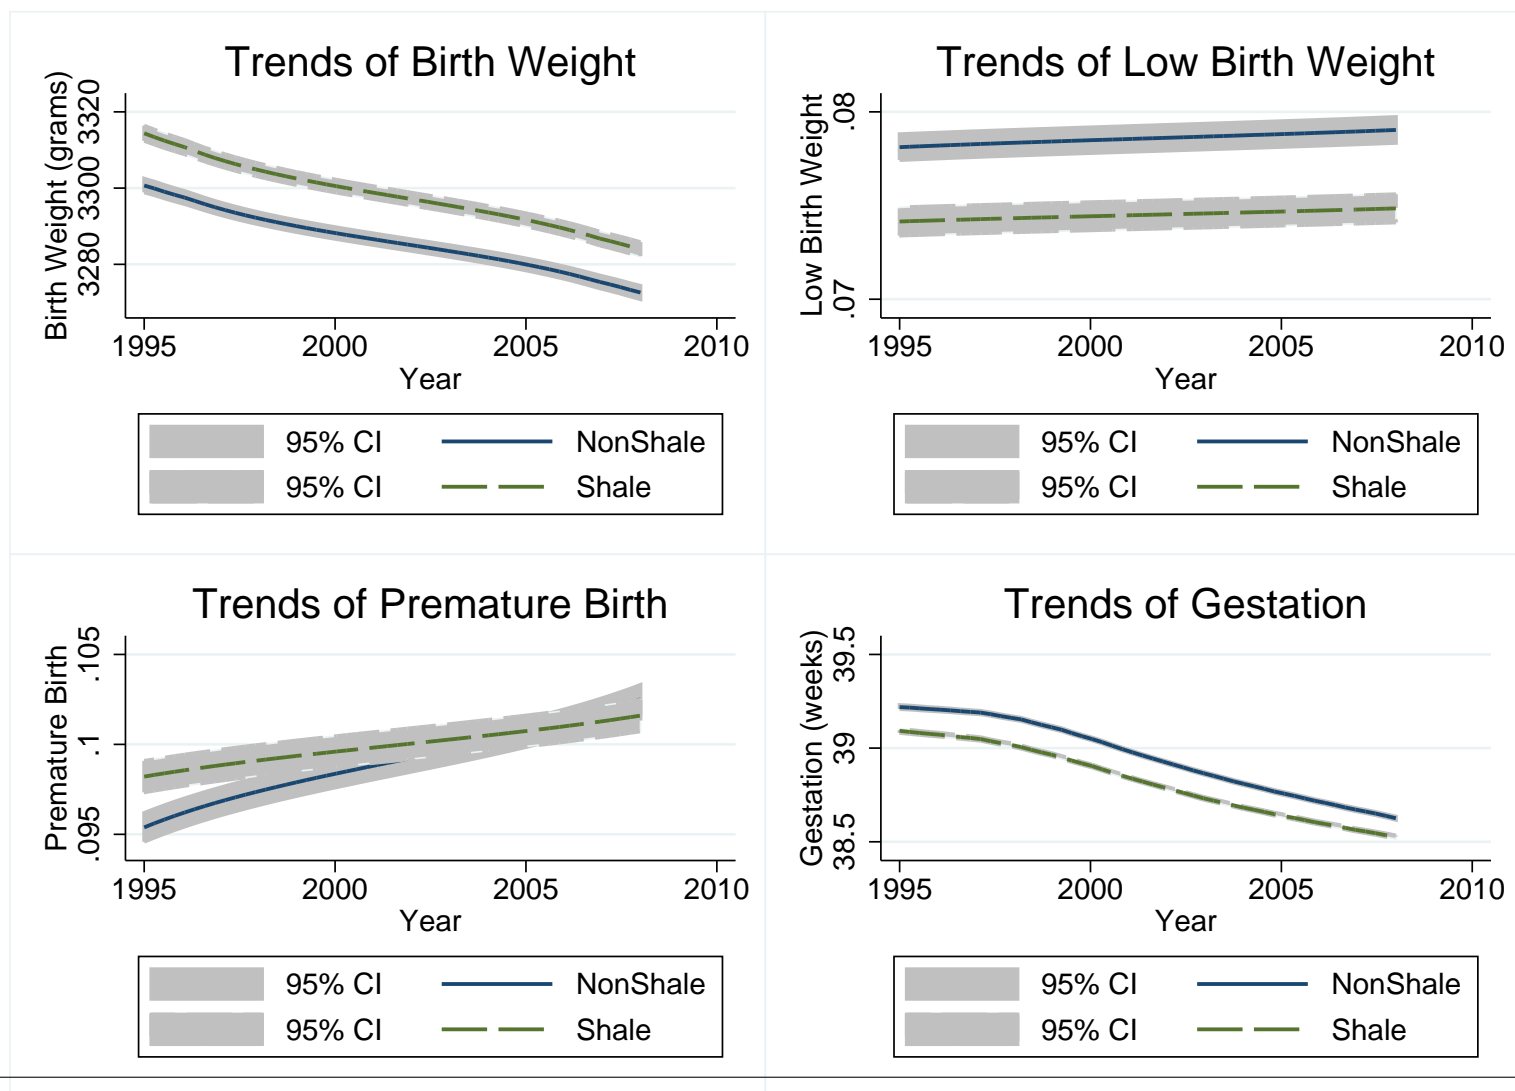 Trends of Birth Weight
Birth Weight (grams)
3320
3300
3280
1995 2000 2005 2010
Year
95% CI NonShale
95% CI Shale
Trends of Low Birth Weight
Low Birth Weight
.08
.07
1995 2000 2005 2010
Year
95% CI NonShale
95% CI Shale
Trends of Premature Birth
Premature Birth
.105
.1
.095
1995 2000 2005 2010
Year
95% CI NonShale
95% CI Shale
Trends of Gestation
Gestation (weeks)
39.5
39
38.5
1995 2000 2005 2010
Year
95% CI NonShale
95% CI Shale